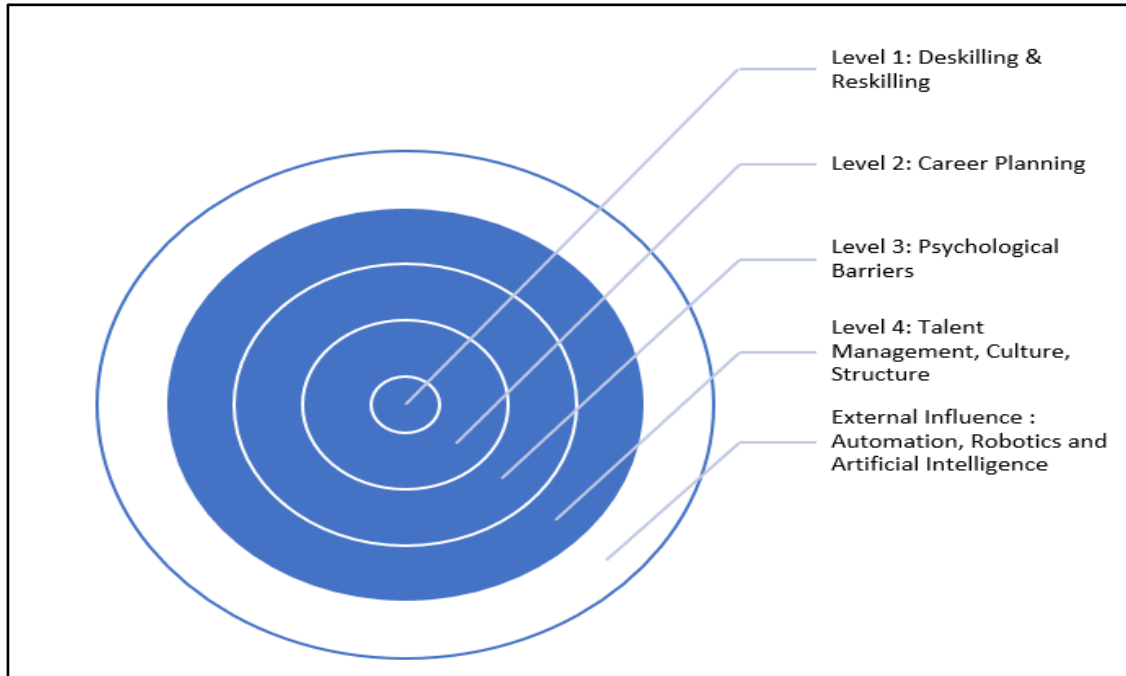 Level 1: Deskilling &
Reskilling
Level 2: Career Planning
Level 3: Psychological
Barriers
Level 4: Talent
Management, Culture,
Structure
External Influence :
Automation, Robotics and
Artificial Intelligence